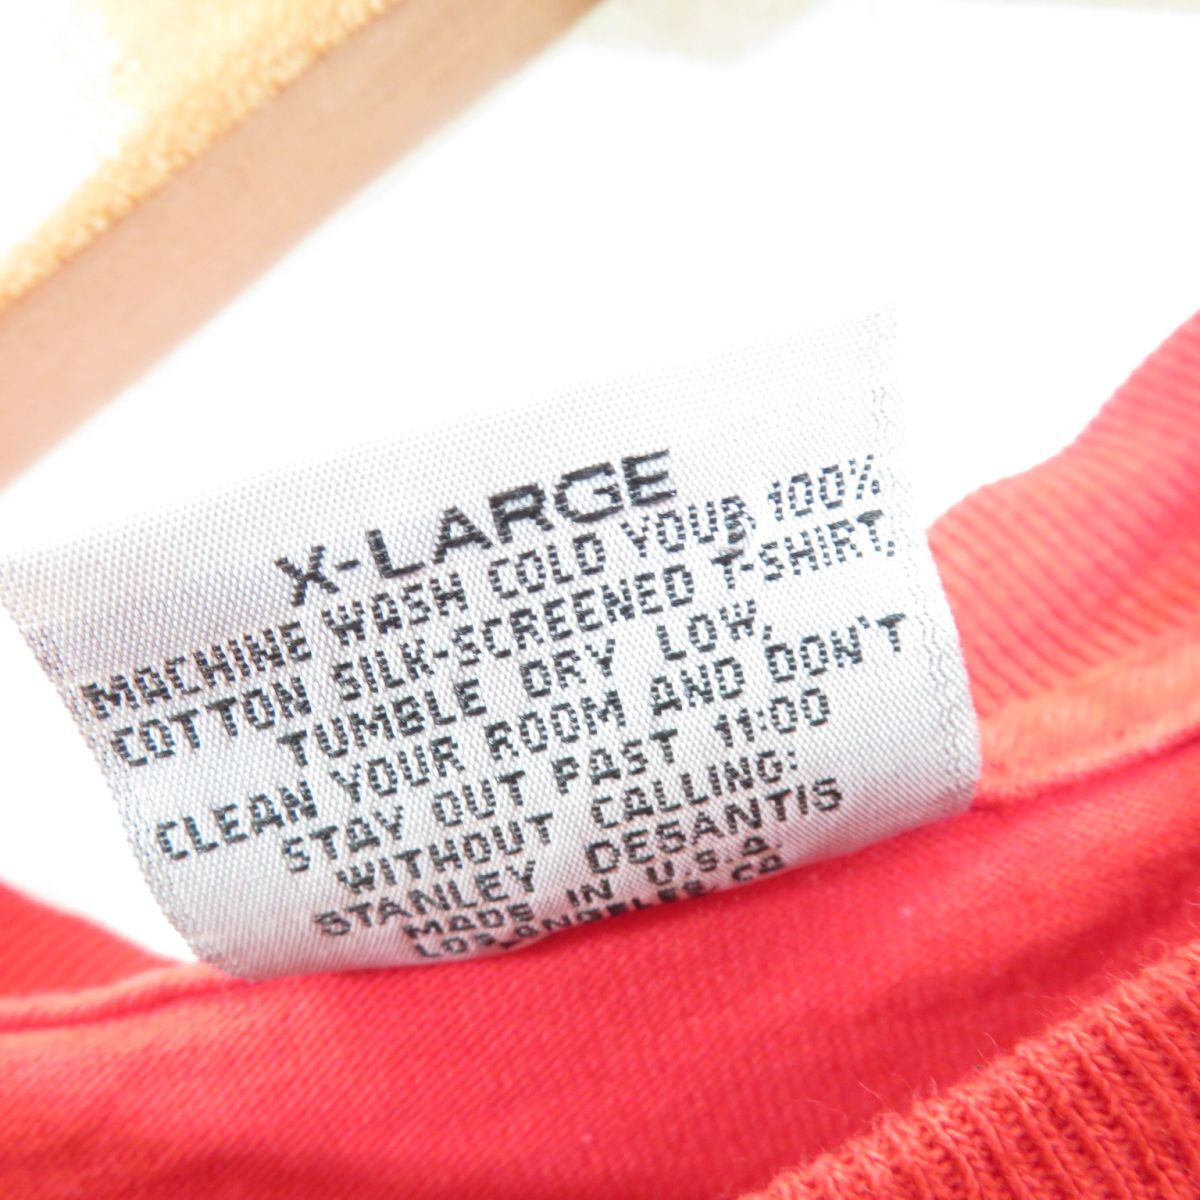 X-LARGE
MACHINE WASH COLD YOUR 100%
COTTON SILK-SCREENED T-SHIRT,
TUMBLE DRY LOW,
CLEAN YOUR ROOM AND DON'T
STAY OUT PAST 11:00
WITHOUT CALLING:
STANLEY DESANTIS
MADE IN U.S.A.
LOS ANGELES CA